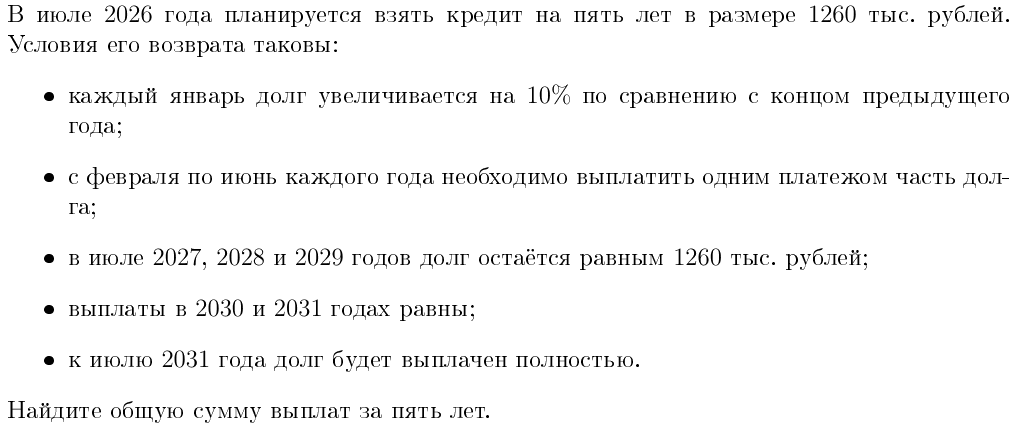 В июле 2026 года планируется взять кредит на пять лет в размере 1260 тыс. рублей.
Условия его возврата таковы:
• каждый январь долг увеличивается на 10% по сравнению с концом предыдущего
года;
• с февраля по июнь каждого года необходимо выплатить одним платежом часть дол-
га;
• в июле 2027, 2028 и 2029 годов долг остаётся равным 1260 тыс. рублей;
• выплаты в 2030 и 2031 годах равны;
• к июлю 2031 года долг будет выплачен полностью.
Найдите общую сумму выплат за пять лет.